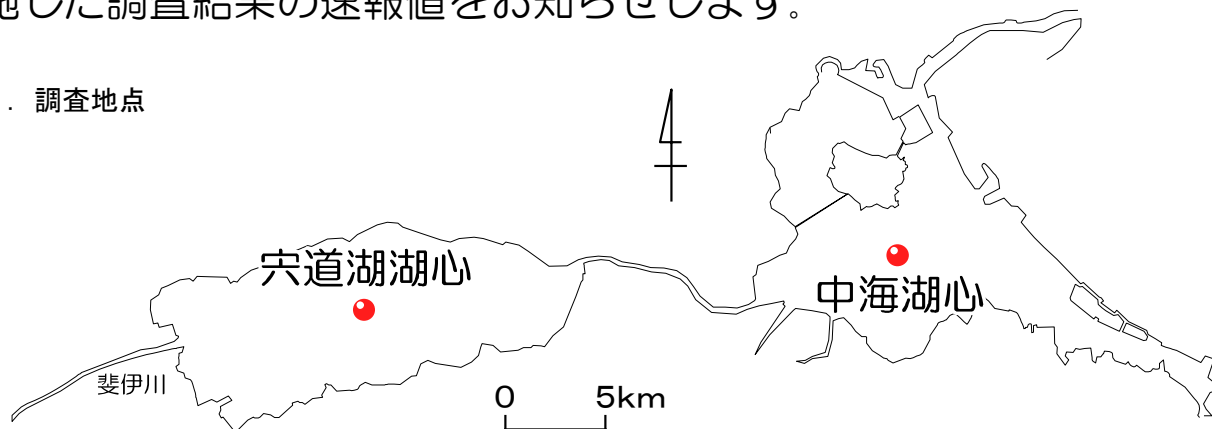 施した調査結果の速報値をお知らせします。
. 調査地点
宍道湖湖心
中海湖心
斐伊川
0 5km